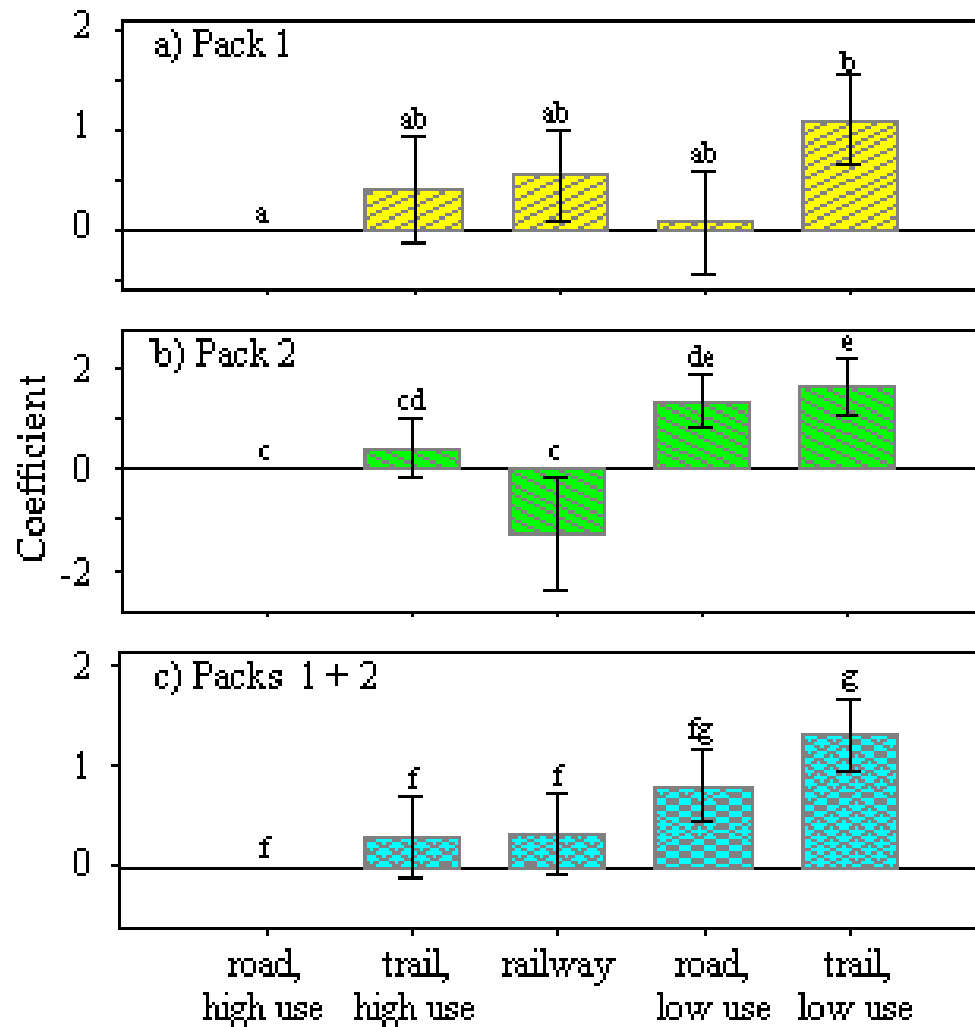 2
a) Pack 1
b
ab
ab
1
ab
a
0
b) Pack 2
2
de
e
cd
c
c
0
Coefficient
-2
2
c) Packs 1 + 2
g
fg
1
f
f
f
0
road,
high use
trail,
high use
railway
road,
low use
trail,
low use